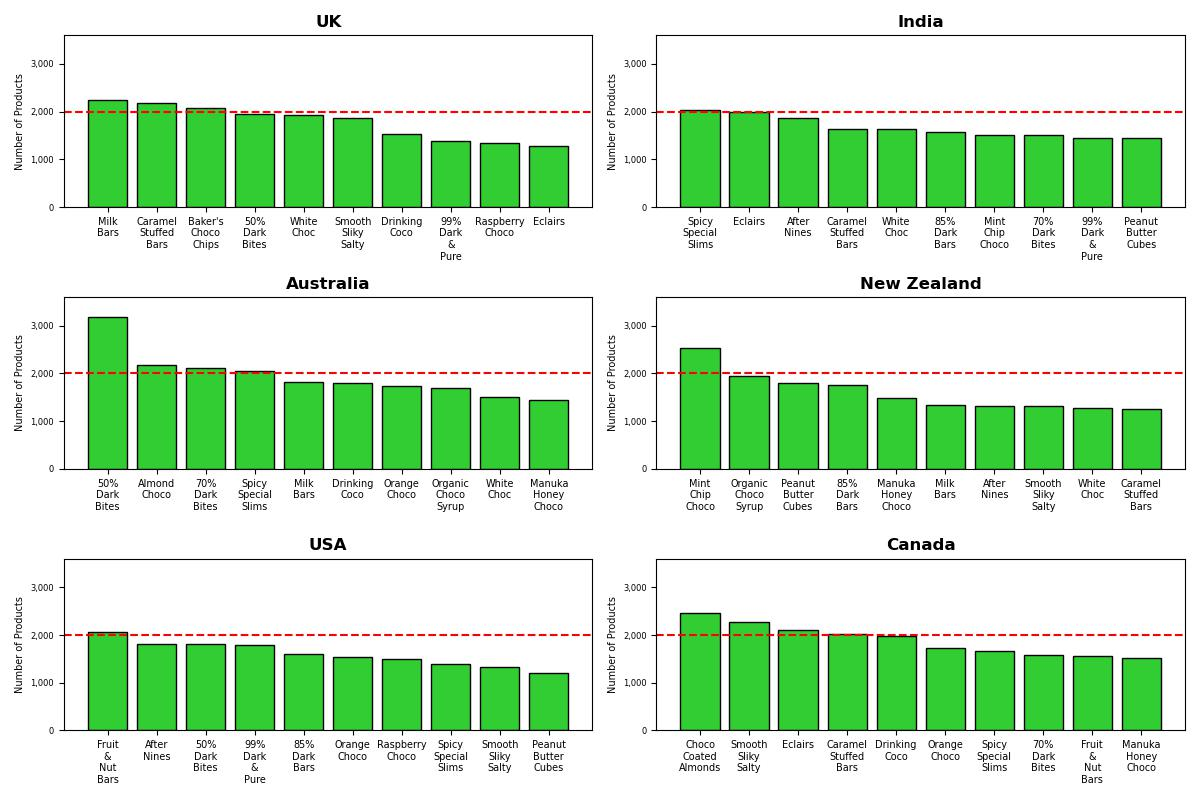 UK
Number of Products
3,000
2,000
1,000
0
Milk
Bars
Caramel
Stuffed
Bars
Baker's
Choco
Chips
50%
Dark
Bites
White
Choc
Smooth
Sliky
Salty
Drinking
Coco
99%
Dark
&
Pure
Raspberry
Choco
Eclairs
India
Number of Products
3,000
2,000
1,000
0
Spicy
Special
Slims
Eclairs
After
Nines
Caramel
Stuffed
Bars
White
Choc
85%
Dark
Bars
Mint
Chip
Choco
70%
Dark
Bites
99%
Dark
&
Pure
Peanut
Butter
Cubes
Australia
Number of Products
3,000
2,000
1,000
0
50%
Dark
Bites
Almond
Choco
70%
Dark
Bites
Spicy
Special
Slims
Milk
Bars
Drinking
Coco
Orange
Choco
Organic
Choco
Syrup
White
Choc
Manuka
Honey
Choco
New Zealand
Number of Products
3,000
2,000
1,000
0
Mint
Chip
Choco
Organic
Choco
Syrup
Peanut
Butter
Cubes
85%
Dark
Bars
Manuka
Honey
Choco
Milk
Bars
After
Nines
Smooth
Sliky
Salty
White
Choc
Caramel
Stuffed
Bars
USA
Number of Products
3,000
2,000
1,000
0
Fruit
&
Nut
Bars
After
Nines
50%
Dark
Bites
99%
Dark
&
Pure
85%
Dark
Bars
Orange
Choco
Raspberry
Choco
Spicy
Special
Slims
Smooth
Sliky
Salty
Peanut
Butter
Cubes
Canada
Number of Products
3,000
2,000
1,000
0
Choco
Coated
Almonds
Smooth
Sliky
Salty
Eclairs
Caramel
Stuffed
Bars
Drinking
Coco
Orange
Choco
Spicy
Special
Slims
70%
Dark
Bites
Fruit
&
Nut
Bars
Manuka
Honey
Choco